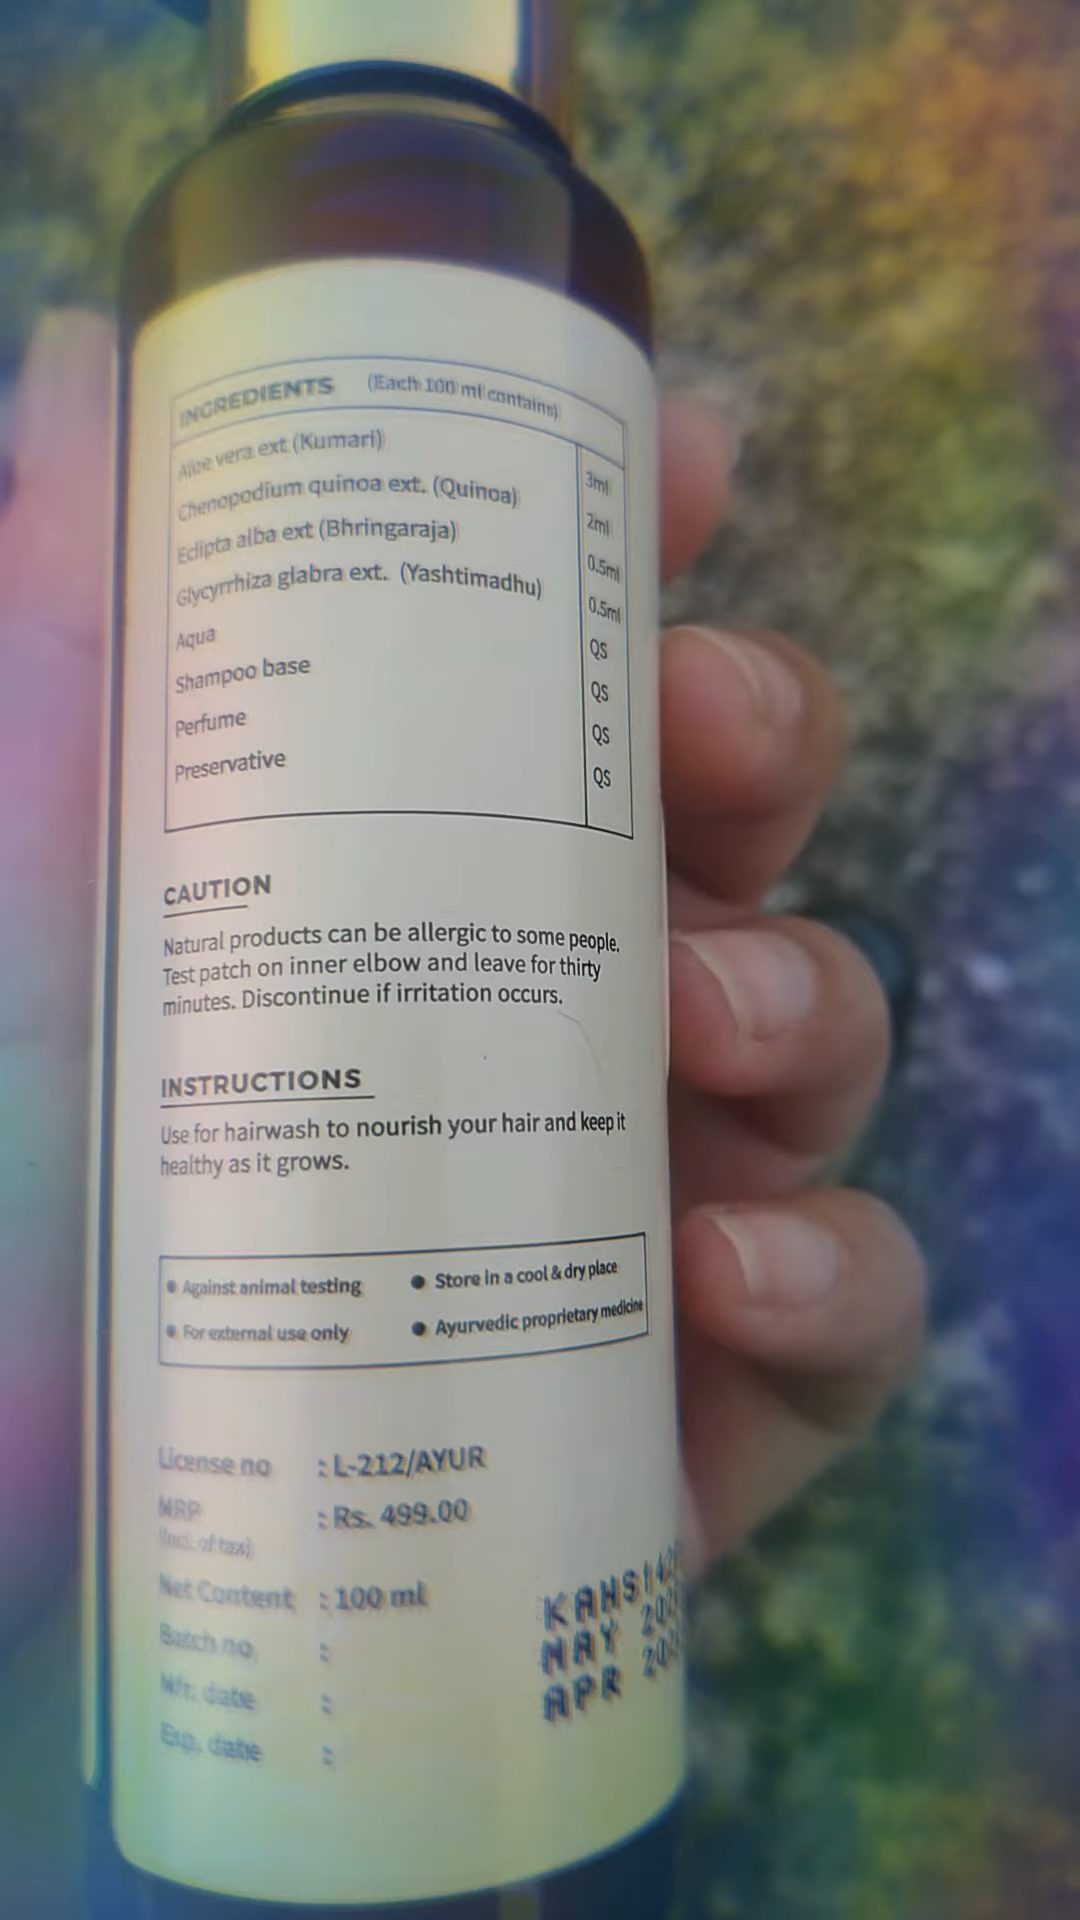 INGREDIENTS (Each 100 ml contains)
Aloe vera ext (Kumari) 3ml
Chenopodium quinoa ext. (Quinoa) 2ml
Eclipta alba ext (Bhringaraja) 0.5ml
Glycyrrhiza glabra ext. (Yashtimadhu) 0.5ml
Aqua QS
Shampoo base QS
Perfume QS
Preservative QS
CAUTION
Natural products can be allergic to some people.
Test patch on inner elbow and leave for thirty
minutes. Discontinue if irritation occurs.
INSTRUCTIONS
Use for hairwash to nourish your hair and keep it
healthy as it grows.
● Against animal testing ● Store in a cool & dry place
● For external use only ● Ayurvedic proprietary medicine
License no : L-212/AYUR
MRP : Rs. 499.00
(Incl. of tax)
Net Content : 100 ml
Batch no :
Mfr. date :
Exp. date :
MAY
APR